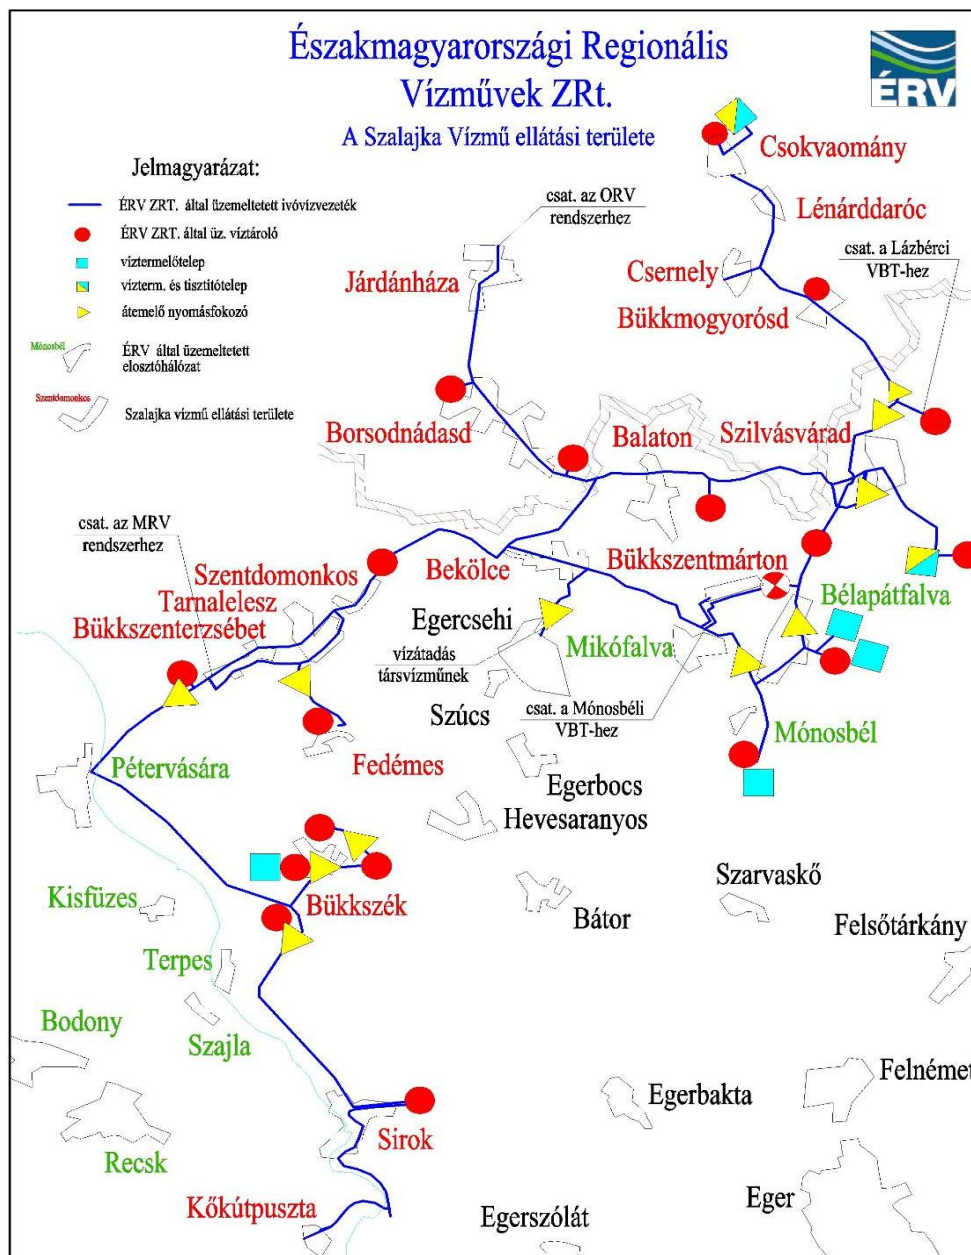 Északmagyarországi Regionális
Vízművek ZRt.
A Szalajka Vízmű ellátási területe
ÉRV
Jelmagyarázat:
ÉRV ZRT. által üzemeltetett ivóvízvezeték
ÉRV ZRT. által üz. víztároló
víztermelőtelep
vízterm. és tisztítótelep
átemelő nyomásfokozó
Mónosbél
ÉRV által üzemeltetett
elosztóhálózat
Szentdomonkos
Szalajka vízmű ellátási területe
Csokvaomány
Lénárddaróc
csat. az ORV
rendszerhez
Járdánháza
Csernely
csat. a Lázbérci
VBT-hez
Bükkmogyorósd
Borsodnádasd
Balaton
Szilvásvárad
csat. az MRV
rendszerhez
Szentdomonkos
Tarnalelesz
Bükkszenterzsébet
Bekölce
Bükkszentmárton
Bélapátfalva
Egercsehi
Mikófalva
vízátadás
társvízműnek
Szúcs
csat. a Mónosbéli
VBT-hez
Mónosbél
Pétervására
Fedémes
Egerbocs
Hevesaranyos
Kisfüzes
Bükkszék
Bátor
Szarvaskő
Felsőtárkány
Terpes
Szajla
Bodony
Recsk
Sirok
Egerbakta
Felnémet
Kőkútpuszta
Egerszólát
Eger